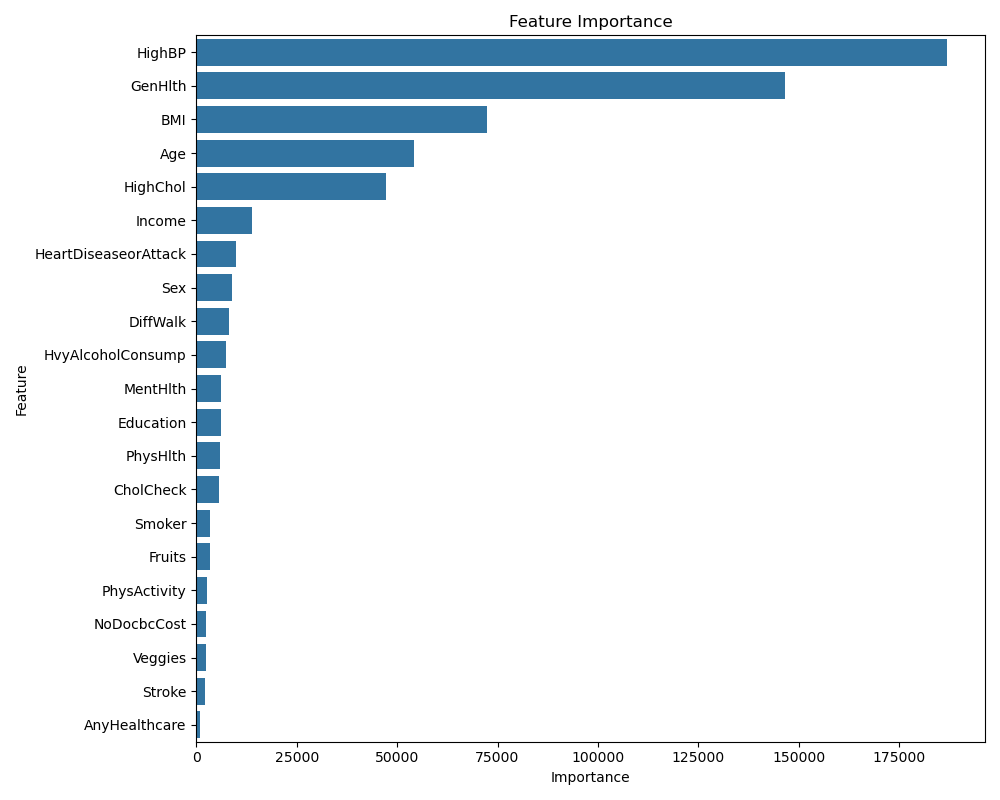 Feature Importance
HighBP
GenHlth
BMI
Age
HighChol
Income
HeartDiseaseorAttack
Sex
DiffWalk
HvyAlcoholConsump
MentHlth
Education
PhysHlth
CholCheck
Smoker
Fruits
PhysActivity
NoDocbcCost
Veggies
Stroke
AnyHealthcare
Feature
0 25000 50000 75000 100000 125000 150000 175000
Importance